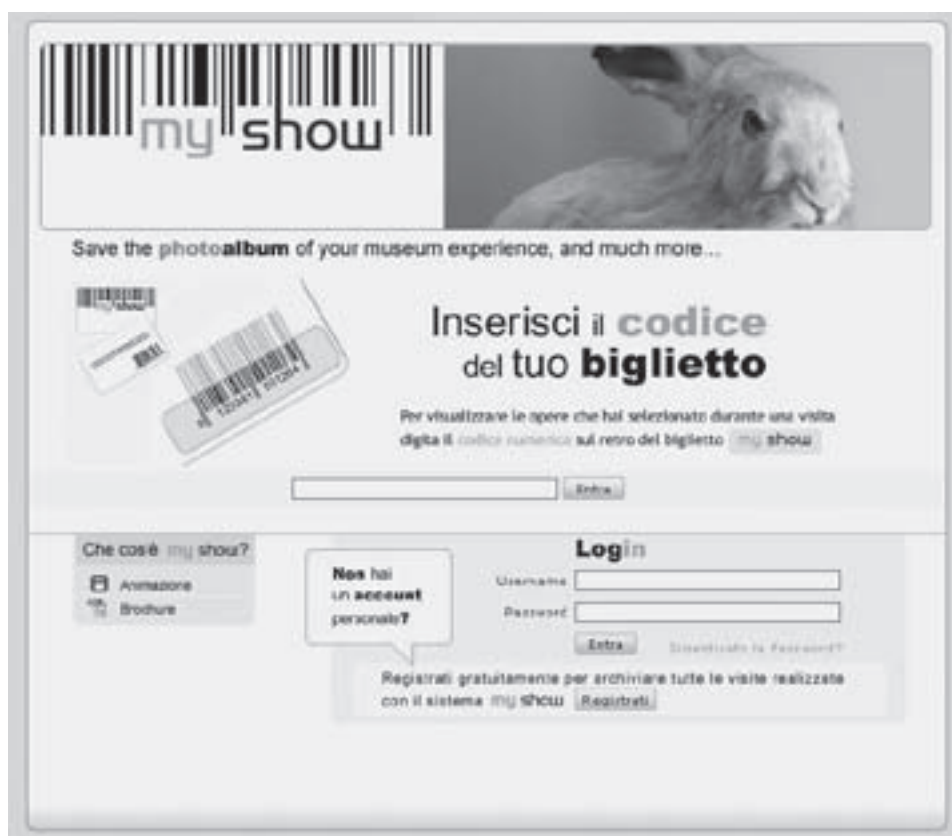 my show
Save the photoalbum of your museum experience, and much more...
my show
Inserisci il codice
del tuo biglietto
Per visualizzare le opere che hai selezionato durante una visita
digita il codice numerico sul retro del biglietto my show
Entra
Che cos'è my show?
Animazione
Brochure
Non hai
un account
personale?
Login
Username
Password
Entra
Dimenticato la Password?
Registrati gratuitamente per archiviare tutte le visite realizzate
con il sistema my show Registrati